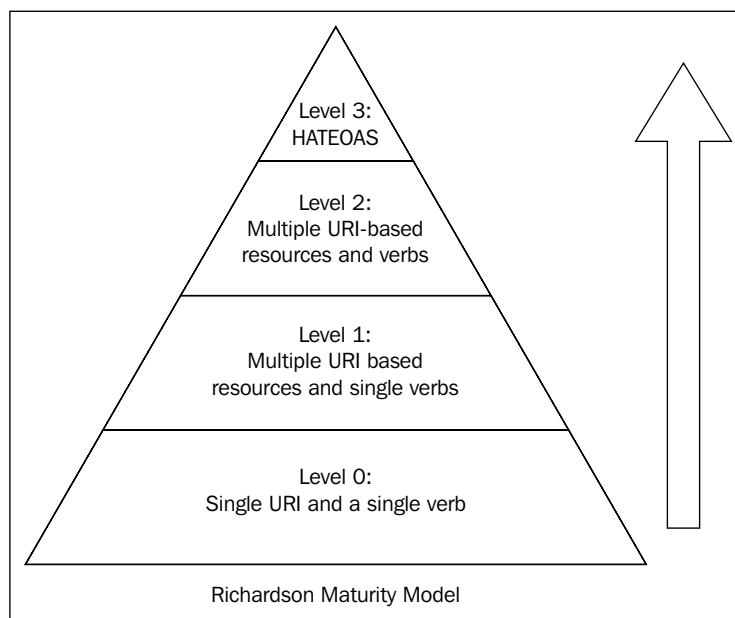 Level 3:
HATEOAS
Level 2:
Multiple URI-based
resources and verbs
Level 1:
Multiple URI based
resources and single verbs
Level 0:
Single URI and a single verb
Richardson Maturity Model